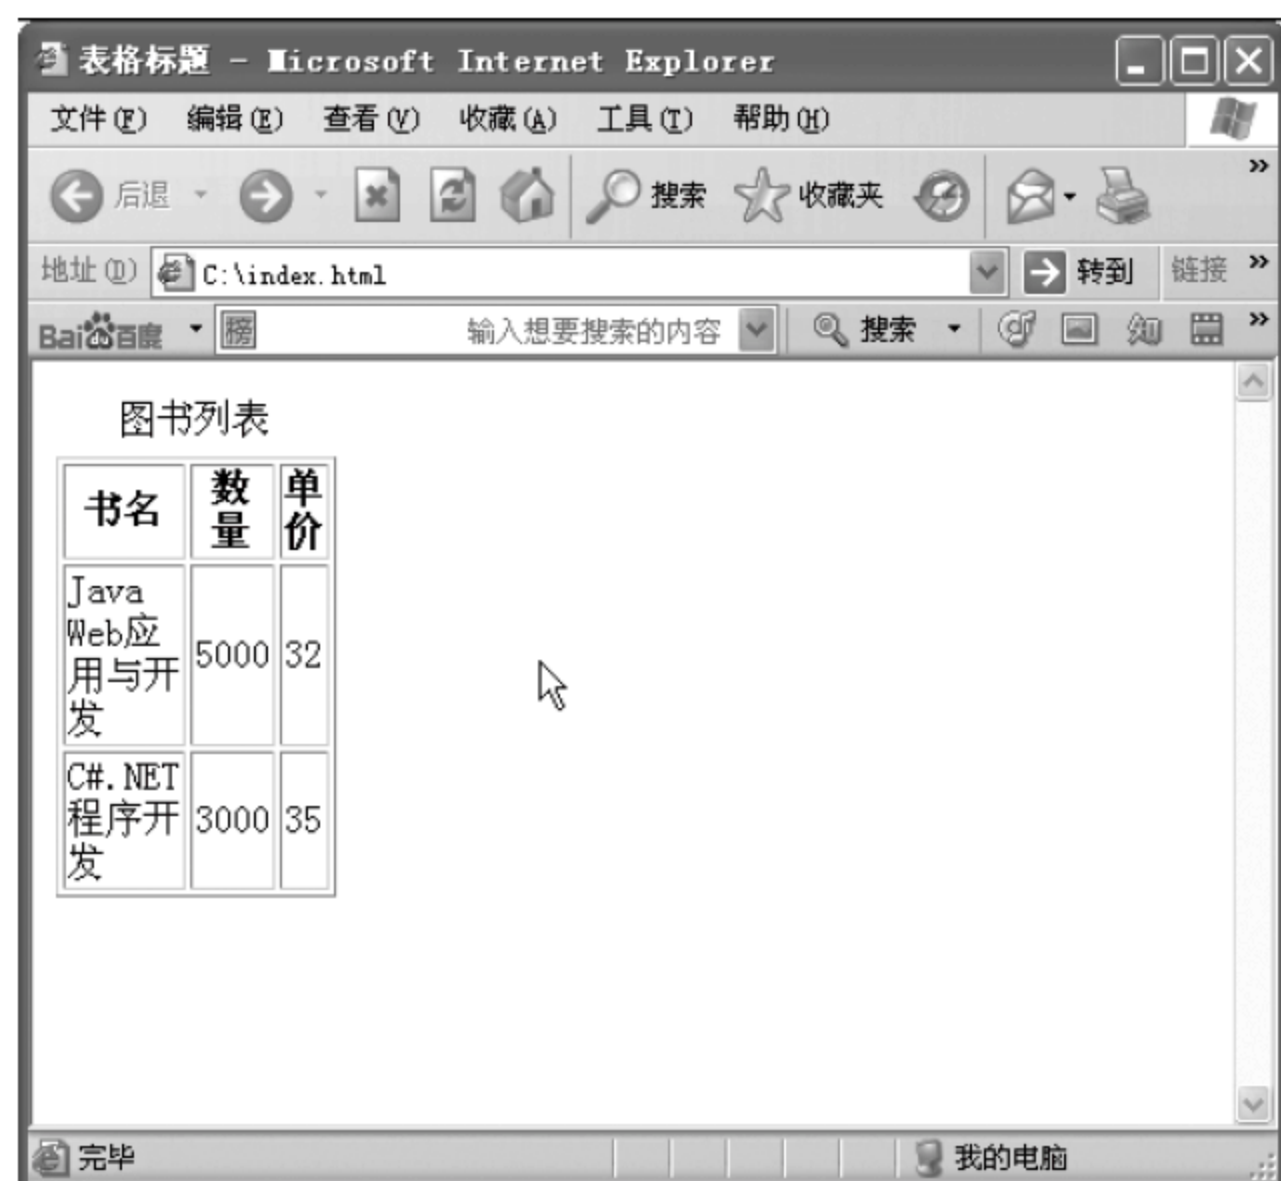 表格标题 - Microsoft Internet Explorer
文件(F) 编辑(E) 查看(V) 收藏(A) 工具(T) 帮助(H)
后退 搜索 收藏夹 »
地址(D) C:\index.html 转到 链接 »
Bai百度 榜 输入想要搜索的内容 搜索 知 »
图书列表
书名 数量 单价
Java
Web应
用与开
发
5000 32
C#.NET
程序开
发
3000 35
完毕 我的电脑